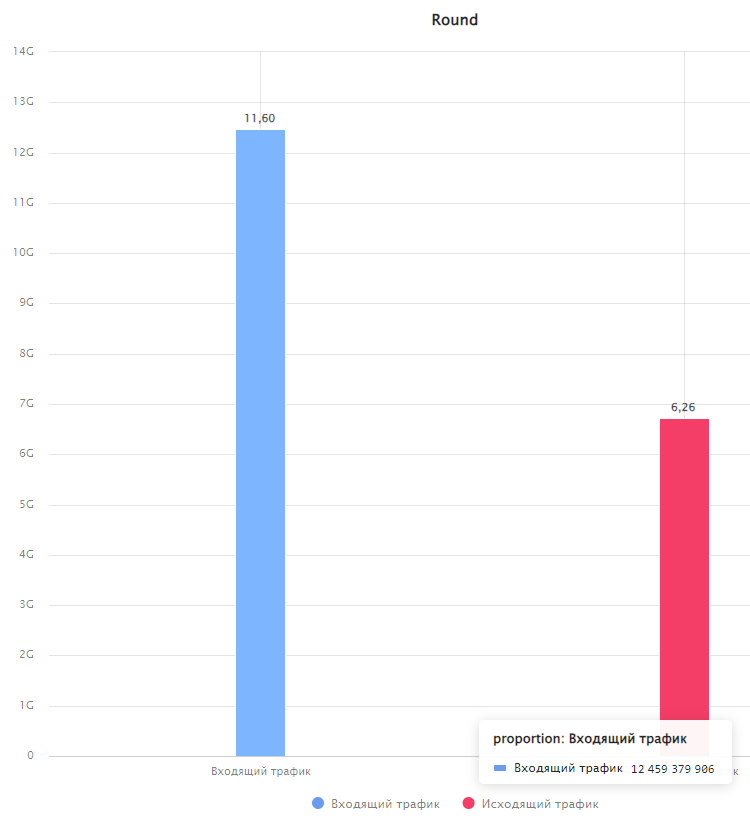 Round
14G
13G
11,60
12G
11G
10G
9G
8G
7G
6,26
6G
5G
4G
3G
2G
1G
proportion: Входящий трафик
0
Входящий трафик 12 459 379 906
Входящий трафик
Входящий трафик
Исходящий трафик